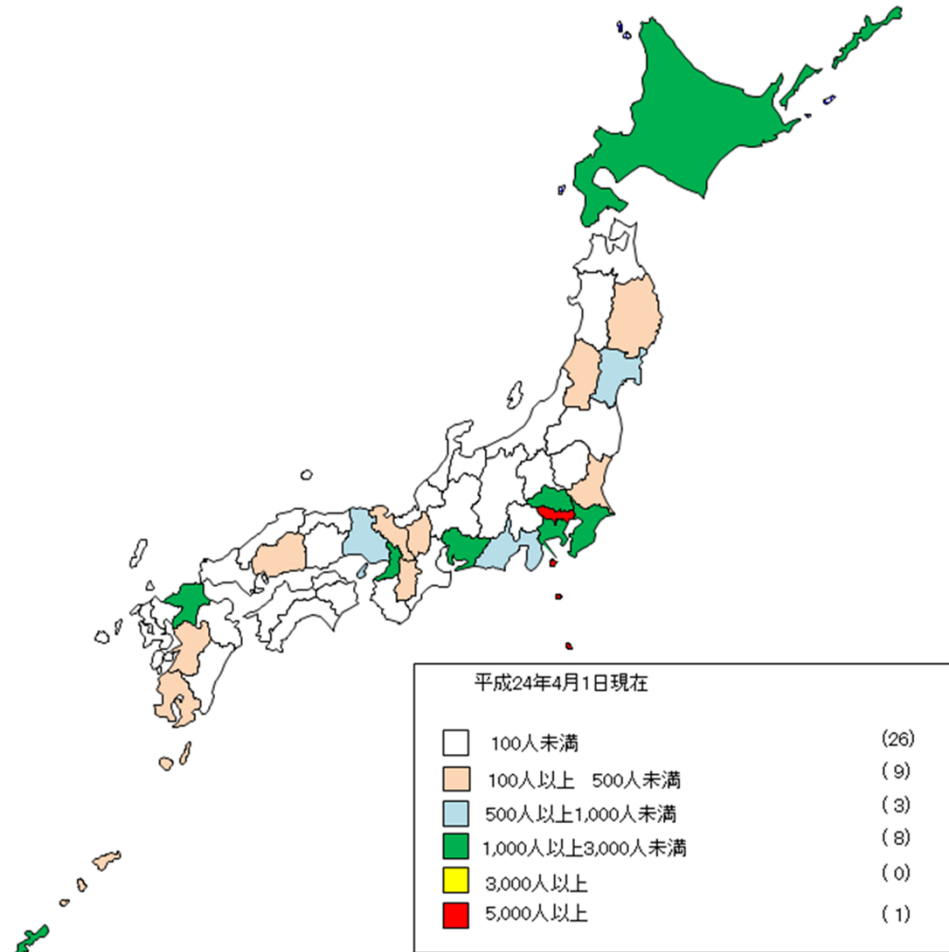 平成24年4月1日現在
100人未満 (26)
100人以上 500人未満 ( 9)
500人以上1,000人未満 ( 3)
1,000人以上3,000人未満 ( 8)
3,000人以上 ( 0)
5,000人以上 ( 1)